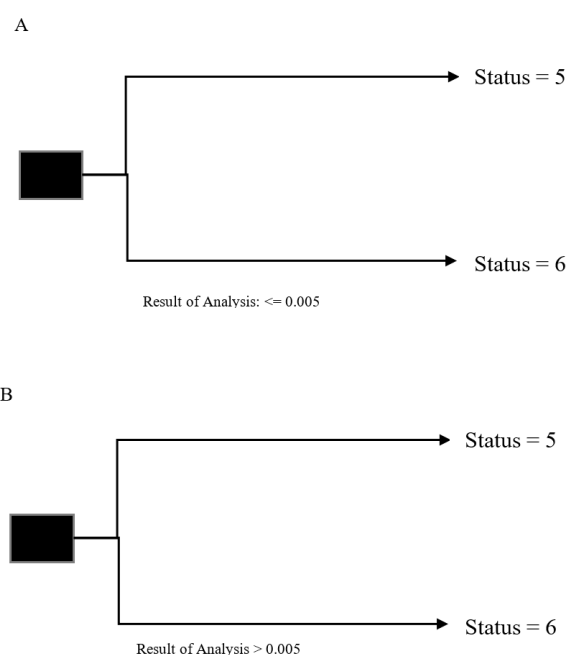 A
Status = 5
Status = 6
Result of Analysis: <= 0.005
B
Status = 5
Status = 6
Result of Analysis > 0.005